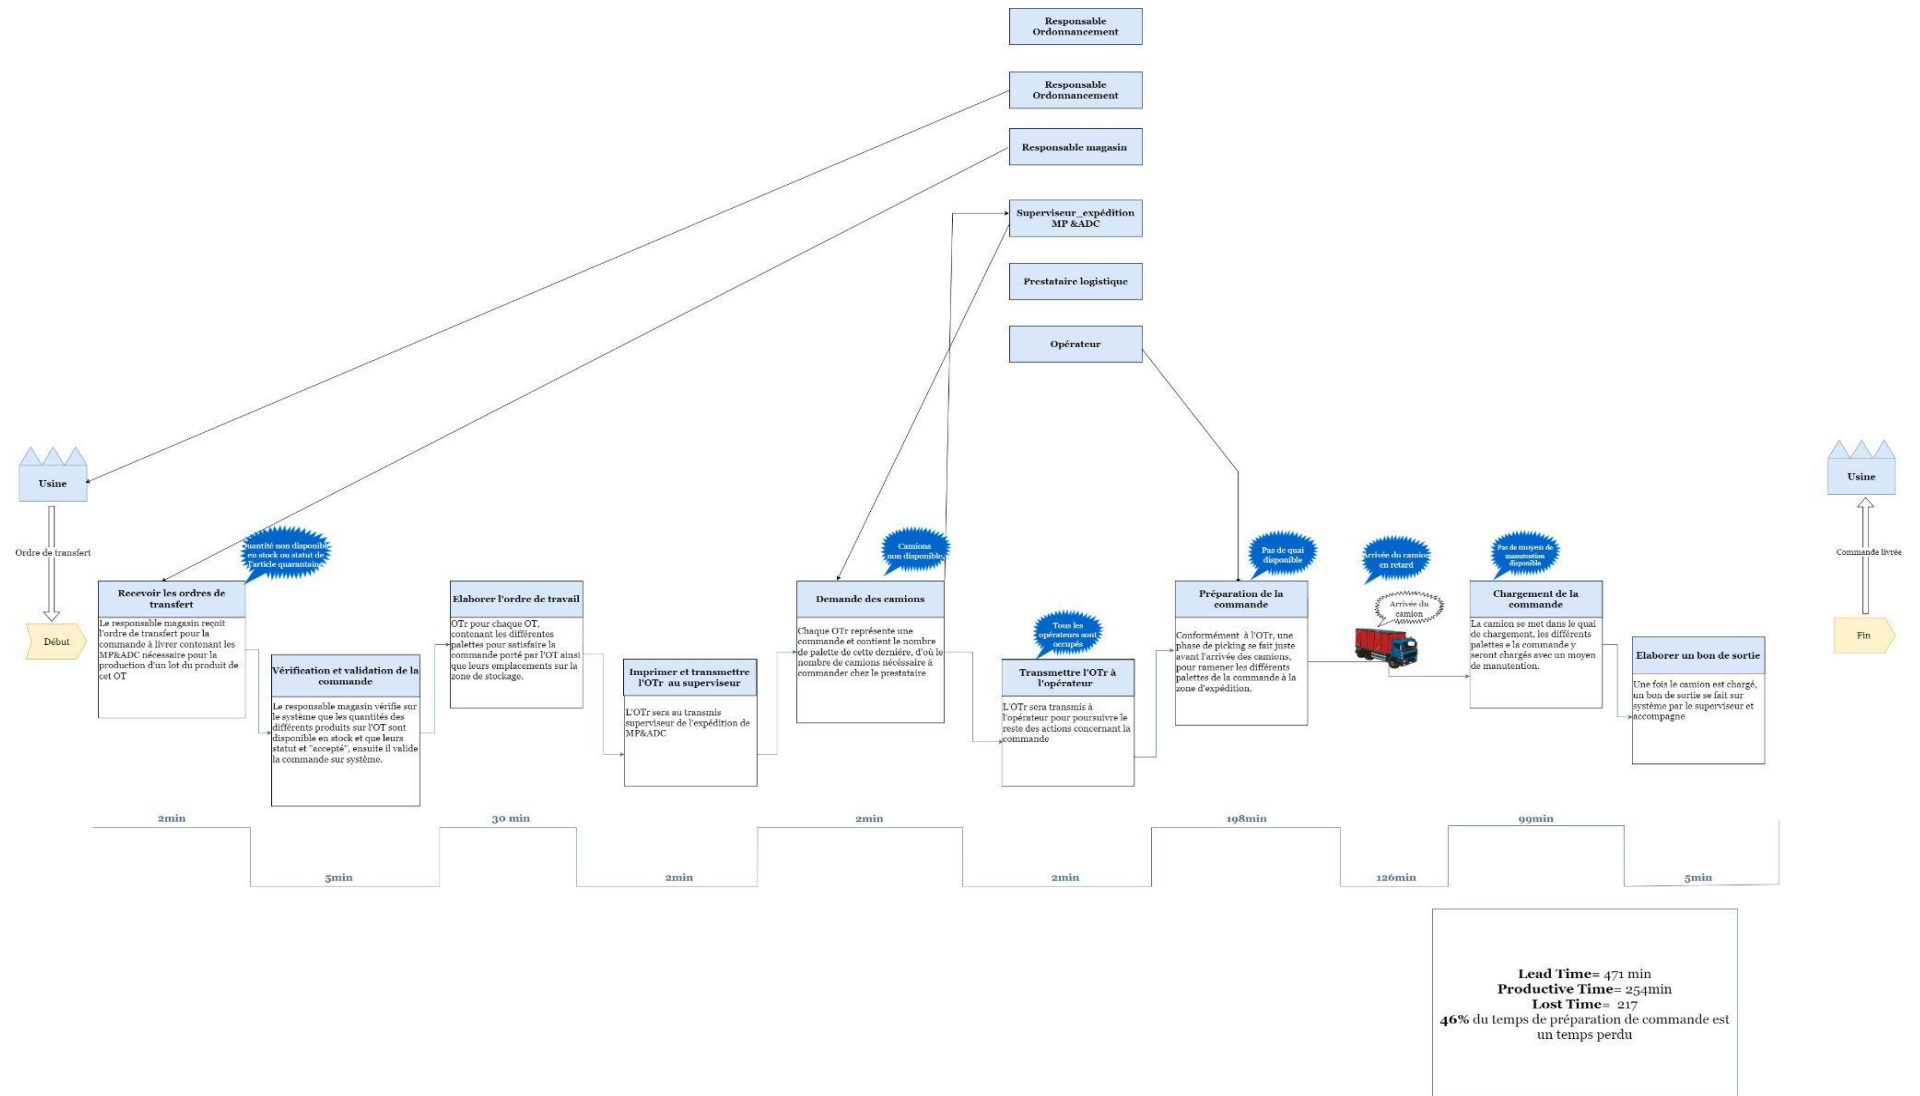 Responsable
Ordonnancement
Responsable
Ordonnancement
Responsable magasin
Superviseur_expédition
MP &ADC
Prestataire logistique
Opérateur
Usine
Ordre de transfert
Début
Usine
Commande livrée
Fin
Quantité non disponible
en stock ou statut de
l'article quarantaine
Recevoir les ordres de
transfert
Le responsable magasin reçoit
l'ordre de transfert pour la
commande à livrer contenant les
MP&ADC nécessaire pour la
production d'un lot du produit de
cet OT
Vérification et validation de la
commande
Le responsable magasin vérifie sur
le système que les quantités des
différents produits sur l'OT sont
disponible en stock et que leurs
statut et "accepté", ensuite il valide
la commande sur système.
Elaborer l'ordre de travail
OTr pour chaque OT,
contenant les différentes
palettes pour satisfaire la
commande porté par l'OT ainsi
que leurs emplacements sur la
zone de stockage.
Imprimer et transmettre
l'OTr au superviseur
L'OTr sera au transmis
superviseur de l'expédition de
MP&ADC
Camions
non disponible
Demande des camions
Chaque OTr représente une
commande et contient le nombre
de palette de cette derniére, d'où le
nombre de camions nécéssaire à
commander chez le prestataire
Tous les
opérateurs sont
occupés
Transmettre l'OTr à
l'opérateur
L'OTr sera transmis à
l'opérateur pour poursuivre le
reste des actions concernant la
commande
Pas de quai
disponible
Préparation de la
commande
Conformément à l'OTr, une
phase de picking se fait juste
avant l'arrivée des camions,
pour ramener les différents
palettes de la commande à la
zone d'expédition.
Arrivée du camion
en retard
Arrivée du
camion
Pas de moyen de
manutention
disponible
Chargement de la
commande
La camion se met dans le quai
de chargement, les différents
palettes e la commande y
seront chargés avec un moyen
de manutention.
Elaborer un bon de sortie
Une fois le camion est chargé,
un bon de sortie se fait sur
système par le superviseur et
accompagne
2min
5min
30 min
2min
2min
2min
198min
126min
99min
5min
Lead Time= 471 min
Productive Time= 254min
Lost Time= 217
46% du temps de préparation de commande est
un temps perdu